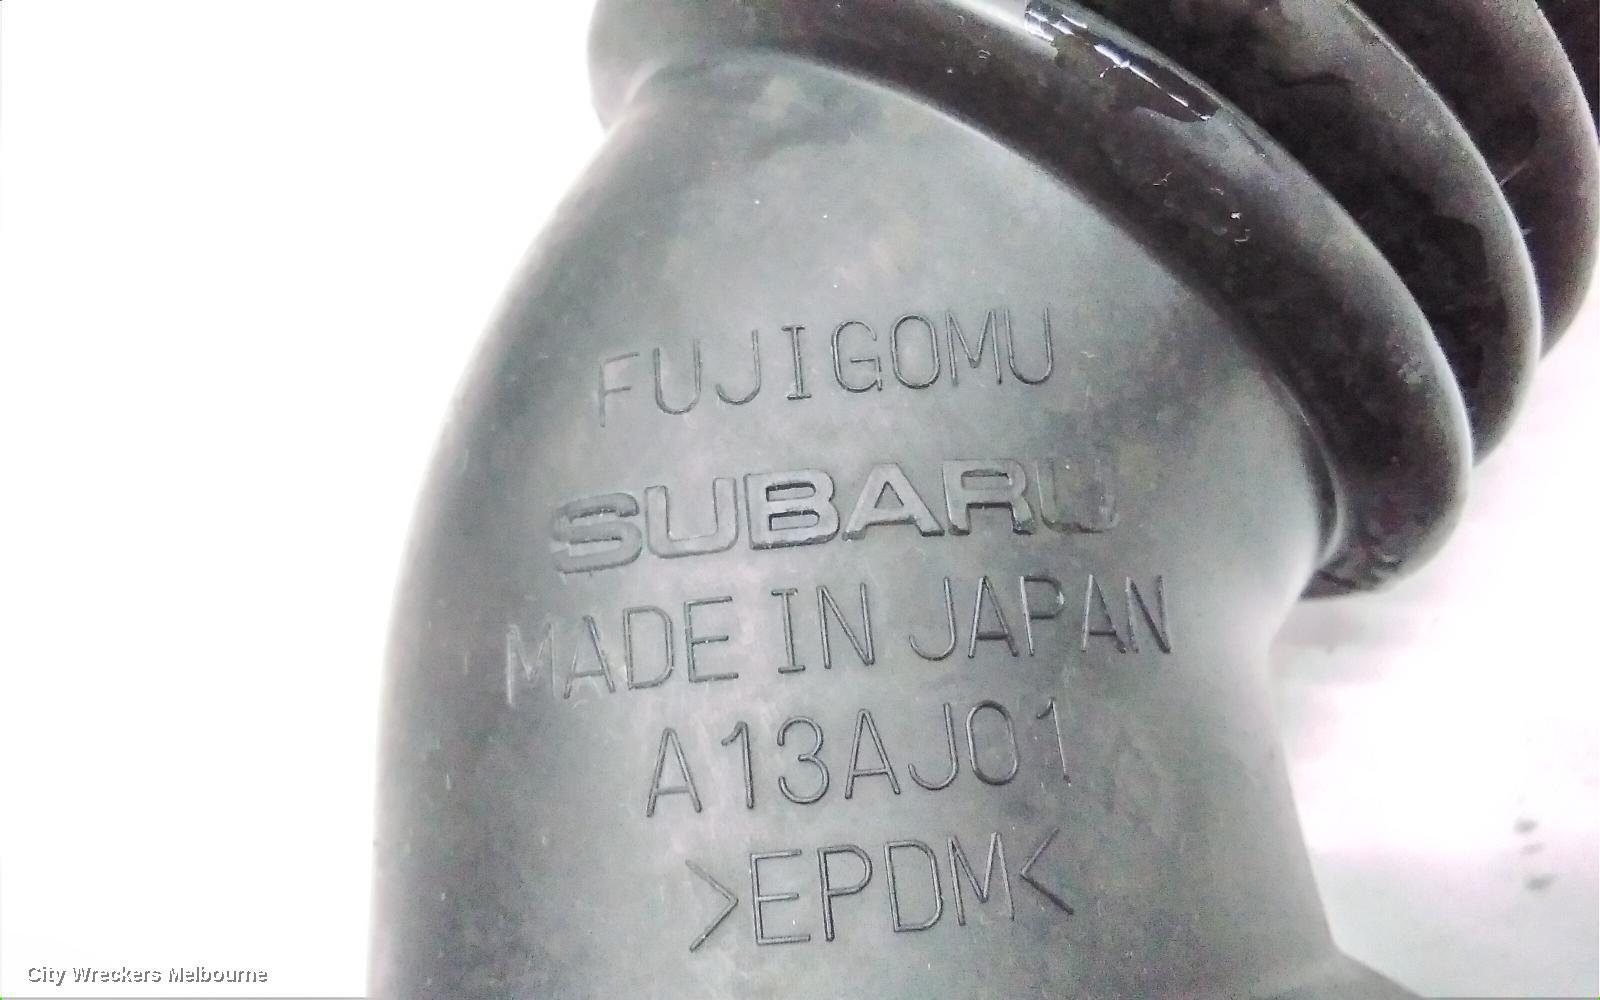 FUJIGOMU
SUBARU
MADE IN JAPAN
A13AJ01
>EPDM<
City Wreckers Melbourne